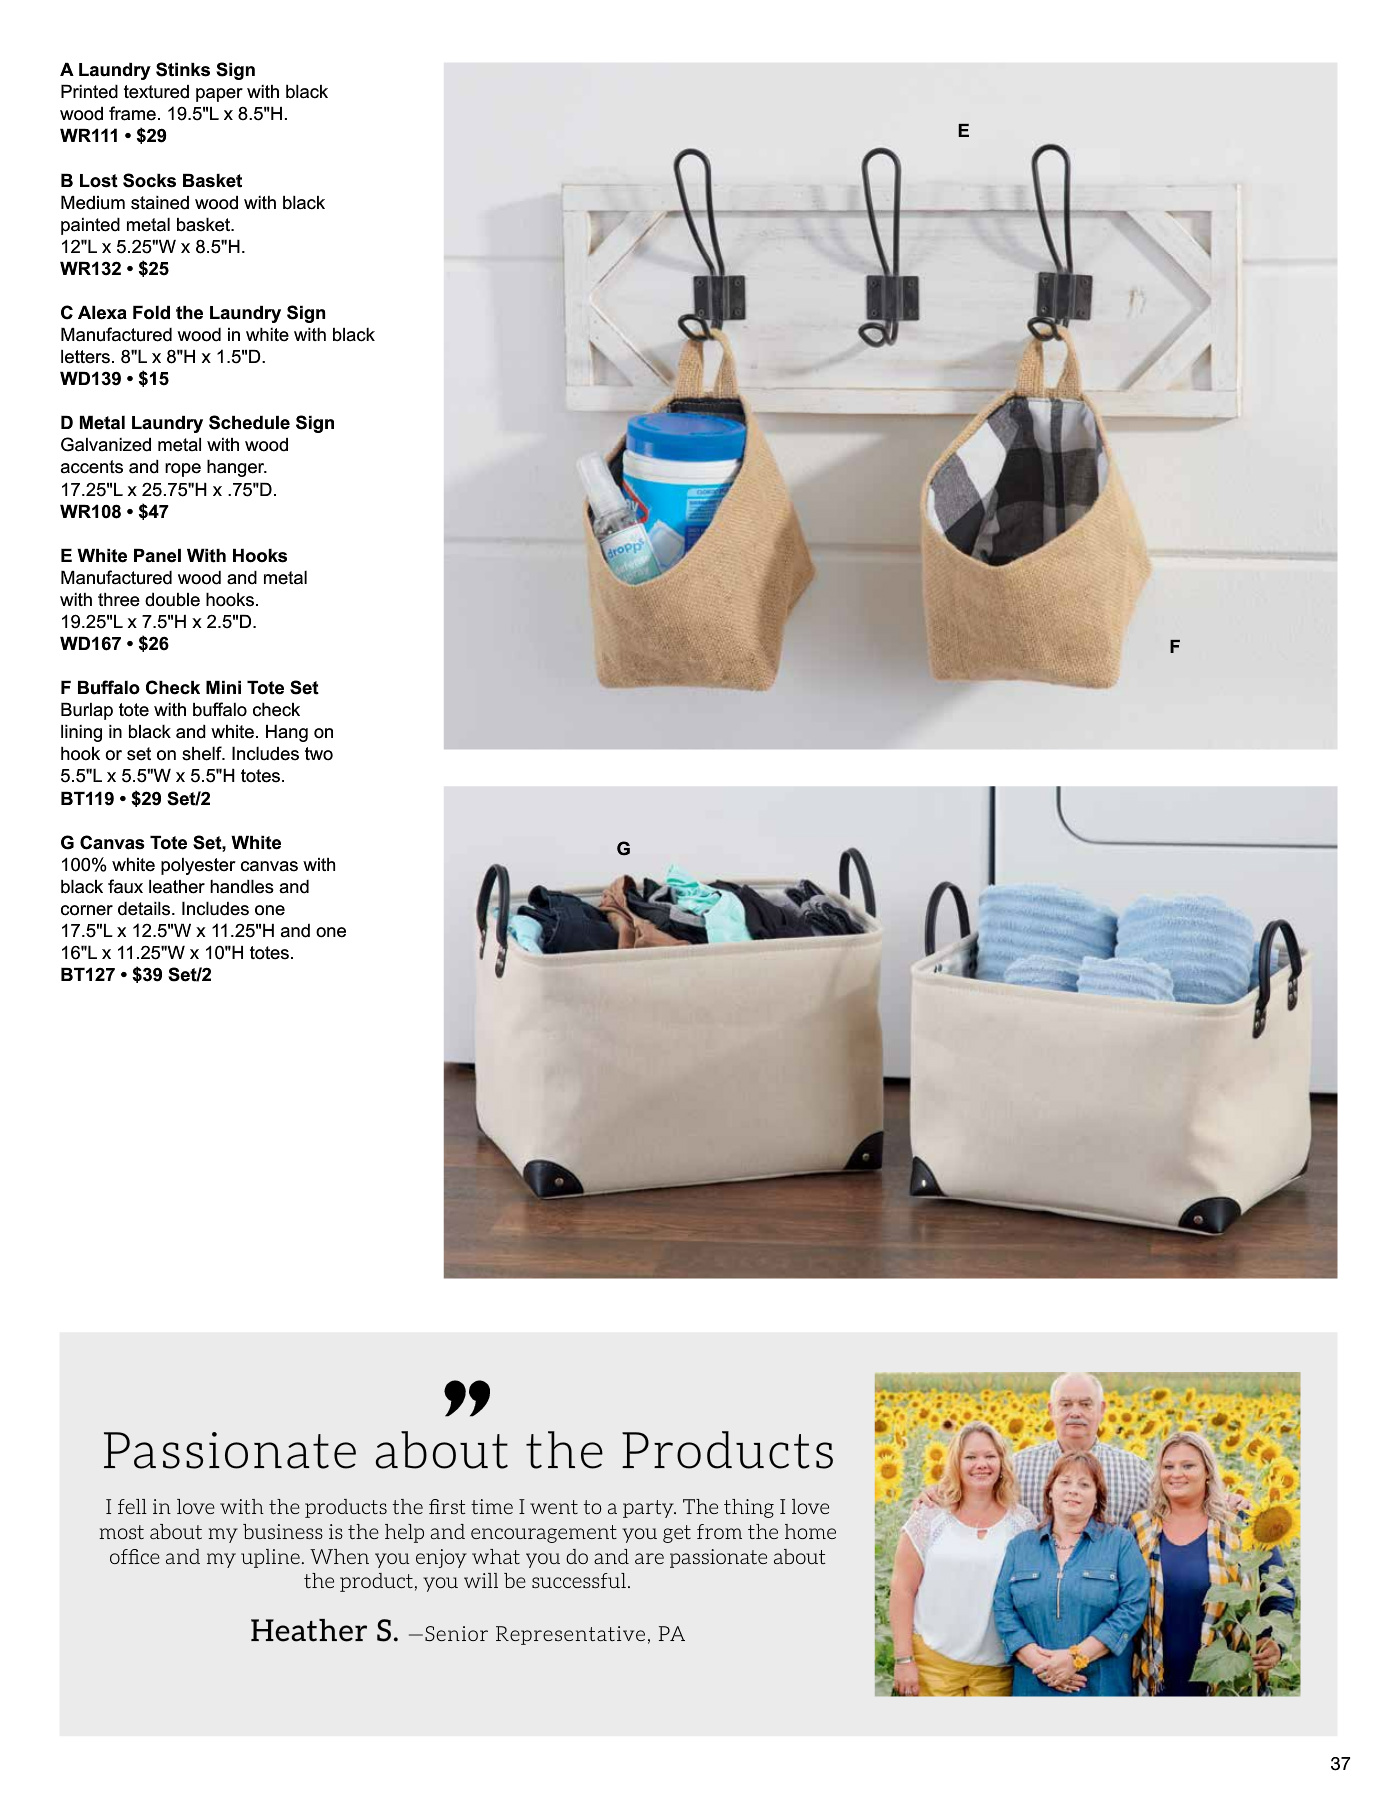 A Laundry Stinks Sign
Printed textured paper with black
wood frame. 19.5"L x 8.5"H.
WR111 • $29
B Lost Socks Basket
Medium stained wood with black
painted metal basket.
12"L x 5.25"W x 8.5"H.
WR132 • $25
C Alexa Fold the Laundry Sign
Manufactured wood in white with black
letters. 8"L x 8"H x 1.5"D.
WD139 • $15
D Metal Laundry Schedule Sign
Galvanized metal with wood
accents and rope hanger.
17.25"L x 25.75"H x .75"D.
WR108 • $47
E White Panel With Hooks
Manufactured wood and metal
with three double hooks.
19.25"L x 7.5"H x 2.5"D.
WD167 • $26
F Buffalo Check Mini Tote Set
Burlap tote with buffalo check
lining in black and white. Hang on
hook or set on shelf. Includes two
5.5"L x 5.5"W x 5.5"H totes.
BT119 • $29 Set/2
G Canvas Tote Set, White
100% white polyester canvas with
black faux leather handles and
corner details. Includes one
17.5"L x 12.5"W x 11.25"H and one
16"L x 11.25"W x 10"H totes.
BT127 • $39 Set/2
E
dropps
F
G
”
Passionate about the Products
I fell in love with the products the first time I went to a party. The thing I love
most about my business is the help and encouragement you get from the home
office and my upline. When you enjoy what you do and are passionate about
the product, you will be successful.
Heather S. —Senior Representative, PA
37